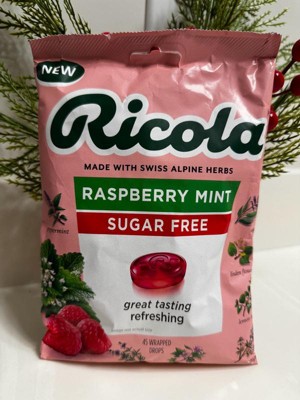 NEW
Ricola
MADE WITH SWISS ALPINE HERBS
RASPBERRY MINT
SUGAR FREE
great tasting
refreshing
45 WRAPPED
DROPS